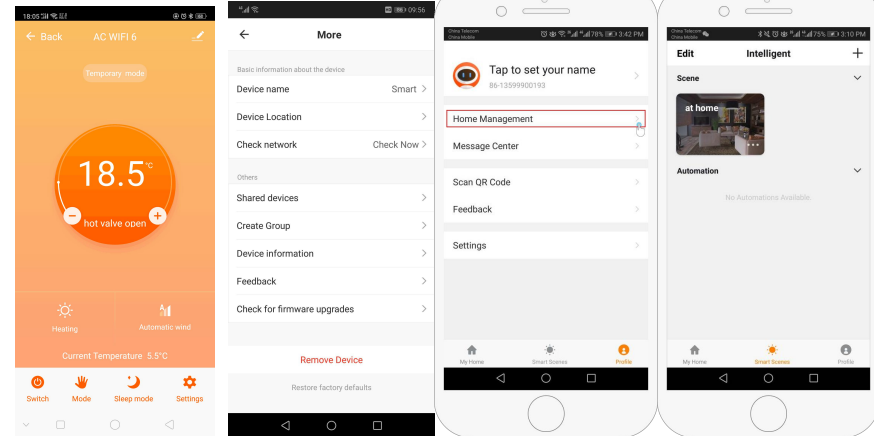 18:05
Back
AC WIFI 6
Temporary mode
18.5°C
hot valve open
Heating
Automatic wind
Current Temperature 5.5°C
Switch
Mode
Sleep mode
Settings
09:56
More
Basic information about the device
Device name
Smart
Device Location
Check network
Check Now
Others
Shared devices
Create Group
Device information
Feedback
Check for firmware upgrades
Remove Device
Restore factory defaults
China Telecom
China Mobile
78%
3:42 PM
Tap to set your name
86-13599900193
Home Management
Message Center
Scan QR Code
Feedback
Settings
My Home
Smart Scenes
Profile
China Telecom
China Mobile
75%
3:10 PM
Edit
Intelligent
Scene
at home
Automation
No Automations Available.
My Home
Smart Scenes
Profile